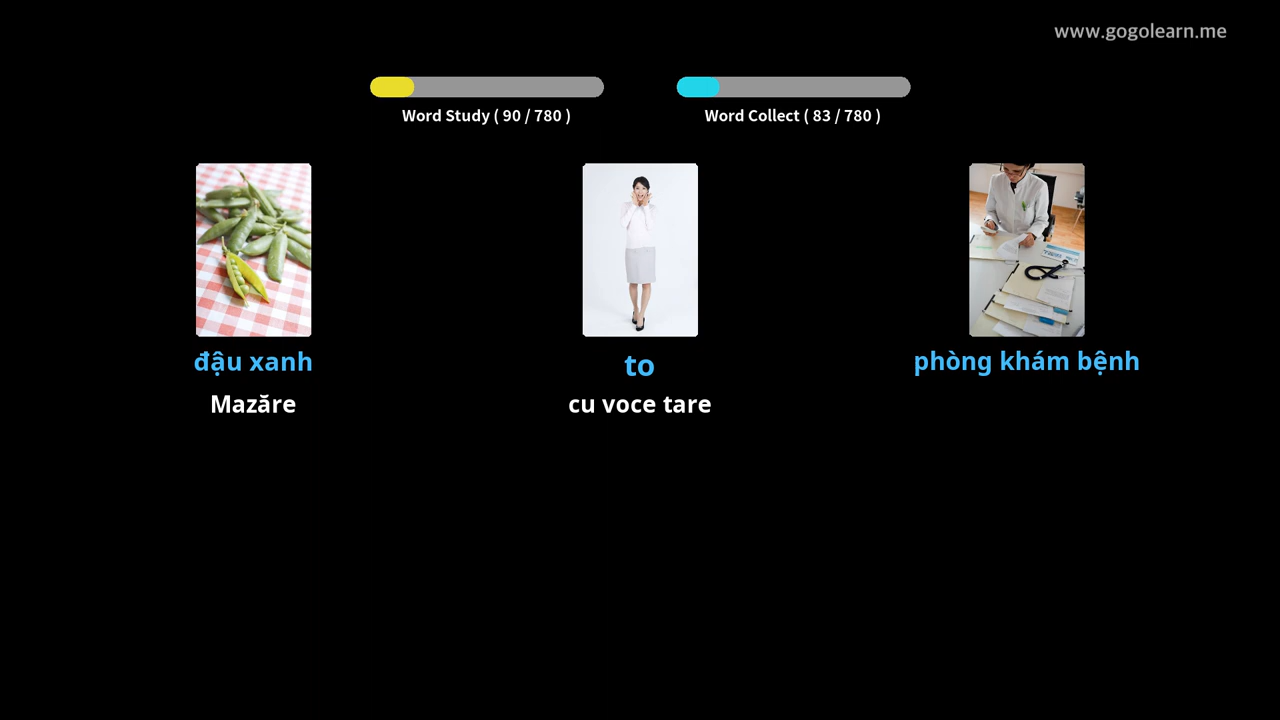 www.gogolearn.me
Word Study ( 90 / 780 )
Word Collect ( 83 / 780 )
đậu xanh
to
phòng khám bệnh
Mazăre
cu voce tare